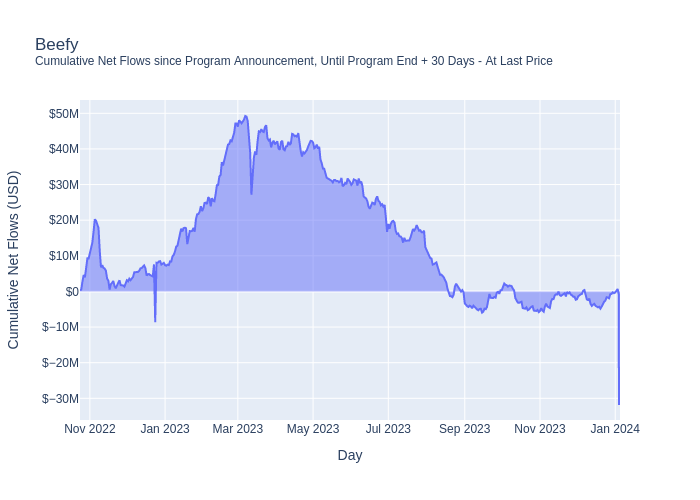 Beefy
Cumulative Net Flows since Program Announcement, Until Program End + 30 Days - At Last Price
Cumulative Net Flows (USD)
$50M
$40M
$30M
$20M
$10M
$0
$−10M
$−20M
$−30M
Nov 2022 Jan 2023 Mar 2023 May 2023 Jul 2023 Sep 2023 Nov 2023 Jan 2024
Day